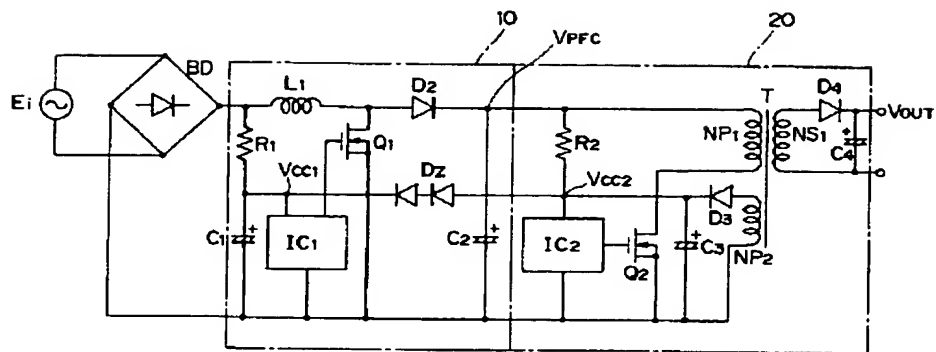 10
20
VPFC
BD
L1
D2
T
D4
VOUT
Ei
R1
Q1
R2
NP1
NS1
C4
VCC1
DZ
VCC2
D3
C1
IC1
C2
IC2
Q2
C3
NP2